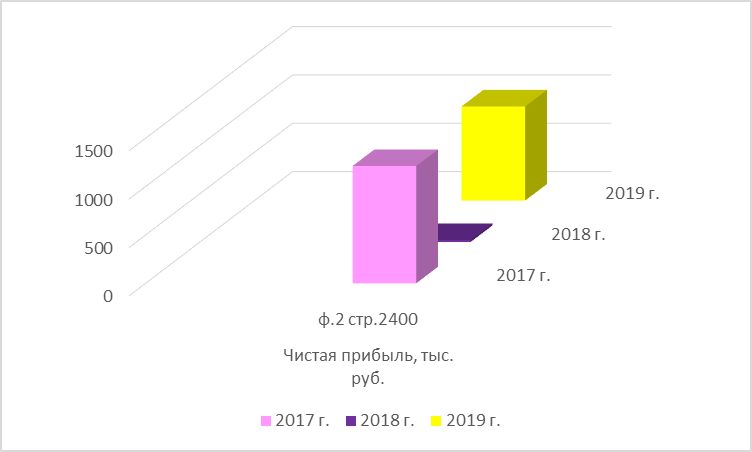 1500
1000
500
0
2019 г.
2018 г.
2017 г.
ф.2 стр.2400
Чистая прибыль, тыс.
руб.
2017 г. 2018 г. 2019 г.